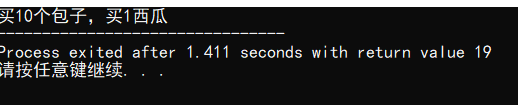 买10个包子，买1西瓜
--------------------------------
Process exited after 1.411 seconds with return value 19
请按任意键继续. . .